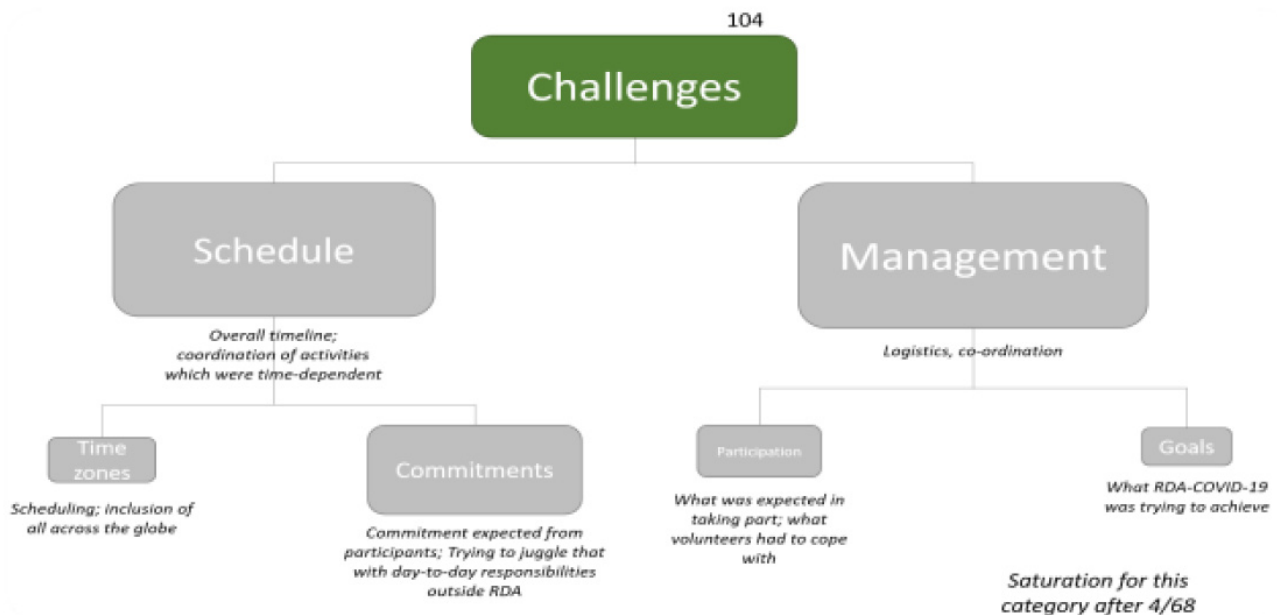 104
Challenges
Schedule
Management
Overall timeline;
coordination of activities
which were time-dependent
Logistics, co-ordination
Time
zones
Commitments
Participation
Goals
Scheduling; inclusion of
all across the globe
Commitment expected from
participants; Trying to juggle that
with day-to-day responsibilities
outside RDA
What was expected in
taking part; what
volunteers had to cope
with
What RDA-COVID-19
was trying to achieve
Saturation for this
category after 4/68